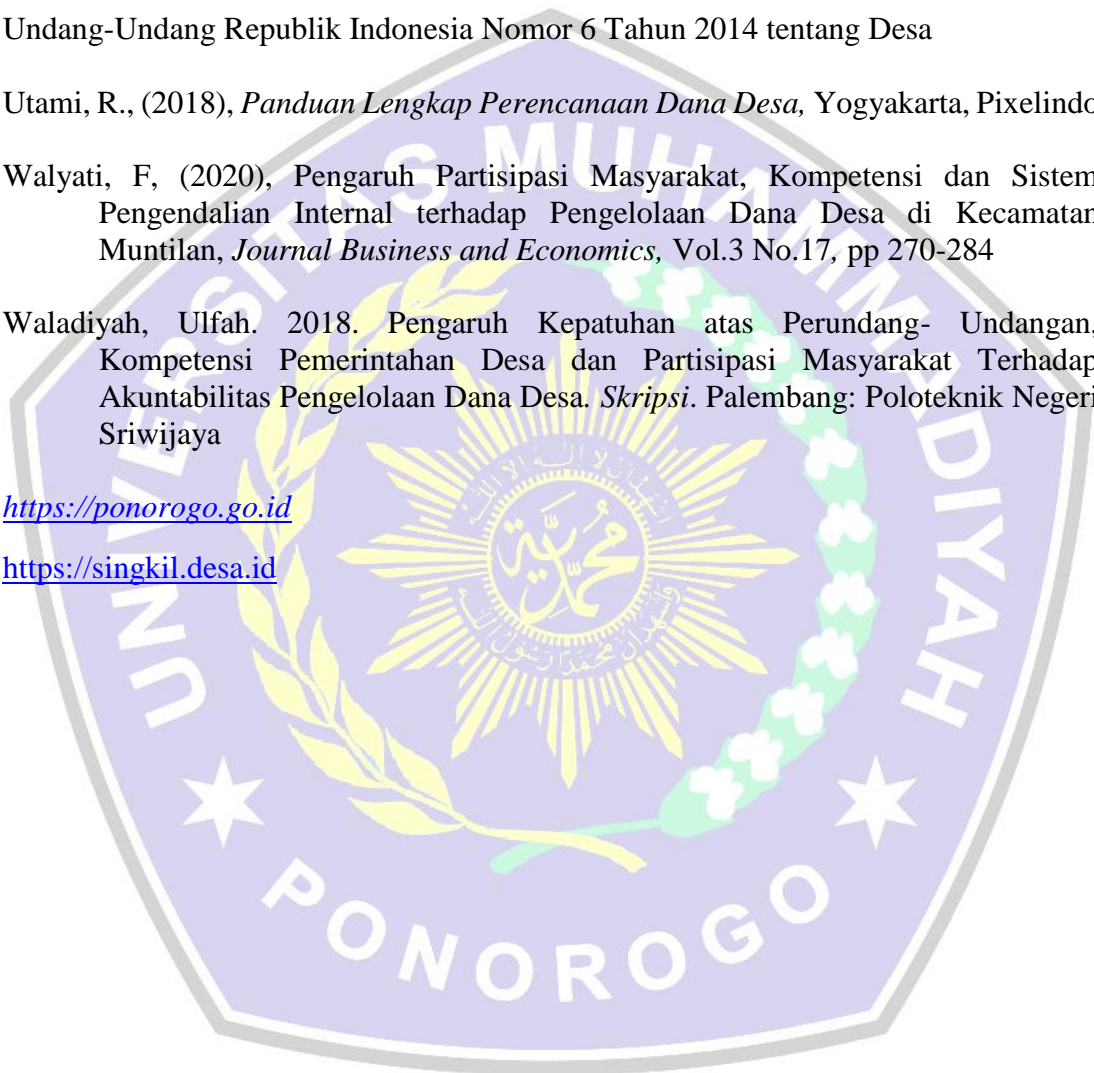 Undang-Undang Republik Indonesia Nomor 6 Tahun 2014 tentang Desa
Utami, R., (2018), Panduan Lengkap Perencanaan Dana Desa, Yogyakarta, Pixelindo
Walyati, F, (2020), Pengaruh Partisipasi Masyarakat, Kompetensi dan Sistem
Pengendalian Internal terhadap Pengelolaan Dana Desa di Kecamatan
Muntilan, Journal Business and Economics, Vol.3 No.17, pp 270-284
Waladiyah, Ulfah. 2018. Pengaruh Kepatuhan atas Perundang- Undangan,
Kompetensi Pemerintahan Desa dan Partisipasi Masyarakat Terhadap
Akuntabilitas Pengelolaan Dana Desa. Skripsi. Palembang: Poloteknik Negeri
Sriwijaya
https://ponorogo.go.id
https://singkil.desa.id
UNIVERSITAS MUHAMMADIYAH
PONOROGO
محمدية